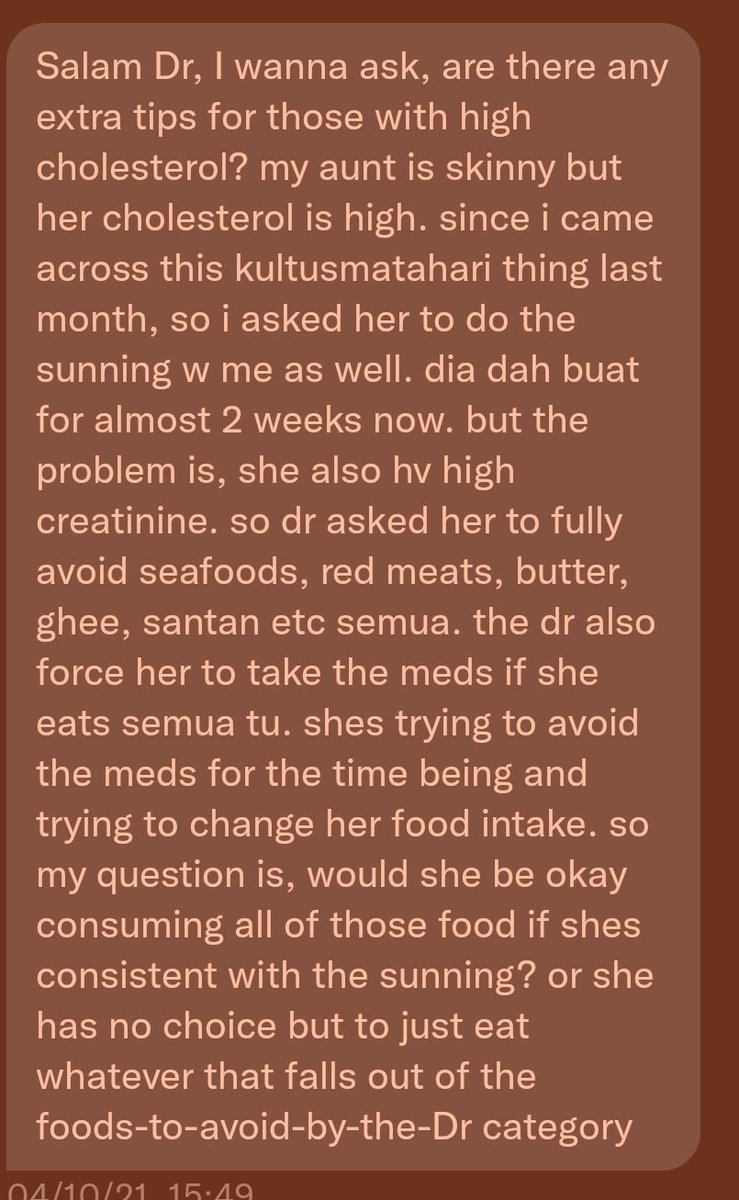 Salam Dr, I wanna ask, are there any
extra tips for those with high
cholesterol? my aunt is skinny but
her cholesterol is high. since i came
across this kultusmatahari thing last
month, so i asked her to do the
sunning w me as well. dia dah buat
for almost 2 weeks now. but the
problem is, she also hv high
creatinine. so dr asked her to fully
avoid seafoods, red meats, butter,
ghee, santan etc semua. the dr also
force her to take the meds if she
eats semua tu. shes trying to avoid
the meds for the time being and
trying to change her food intake. so
my question is, would she be okay
consuming all of those food if shes
consistent with the sunning? or she
has no choice but to just eat
whatever that falls out of the
foods-to-avoid-by-the-Dr category
04/10/21, 15:49